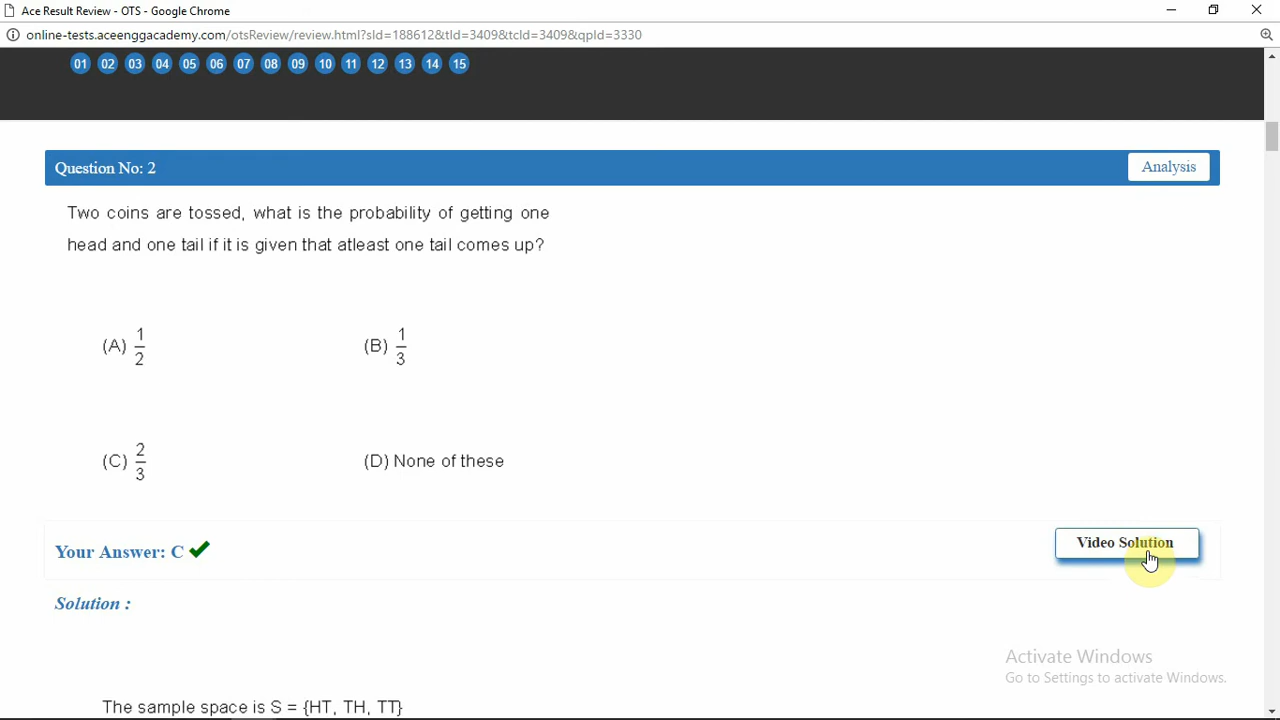 Ace Result Review - OTS - Google Chrome
online-tests.aceenggacademy.com/otsReview/review.html?sId=188612&tId=3409&tcId=3409&qpId=3330
01 02 03 04 05 06 07 08 09 10 11 12 13 14 15
Question No: 2 Analysis
Two coins are tossed, what is the probability of getting one
head and one tail if it is given that atleast one tail comes up?
(A) 1/2 (B) 1/3
(C) 2/3 (D) None of these
Your Answer: C Video Solution
Solution :
Activate Windows
Go to Settings to activate Windows.
The sample space is S = {HT, TH, TT}